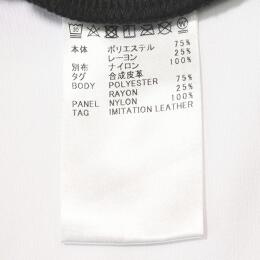 本体 ポリエステル 75%
レーヨン 25%
別布 ナイロン 100%
タグ 合成皮革
BODY POLYESTER 75%
RAYON 25%
PANEL NYLON 100%
TAG IMITATION LEATHER